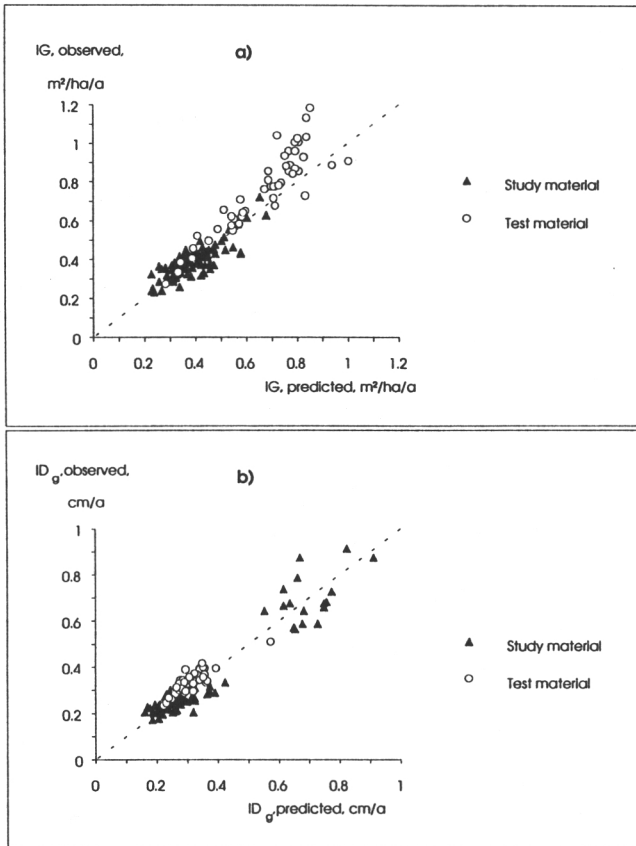 IG, observed,
a)
m²/ha/a
1.2
1
0.8
0.6
0.4
0.2
0
0 0.2 0.4 0.6 0.8 1 1.2
IG, predicted, m²/ha/a
Study material
Test material
ID g,observed,
b)
cm/a
1
0.8
0.6
0.4
0.2
0
0 0.2 0.4 0.6 0.8 1
ID g,predicted, cm/a
Study material
Test material